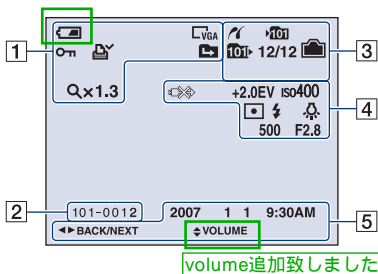 1
VGA
101
101 12/12
3
×1.3
+2.0EV ISO400
4
500 F2.8
2
101-0012
2007 1 1 9:30AM
5
BACK/NEXT
VOLUME
volume追加致しました